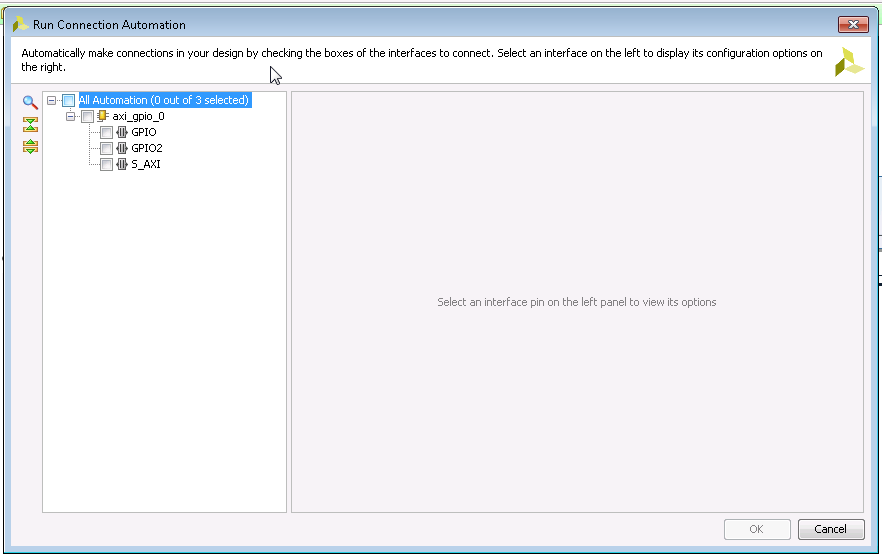 Run Connection Automation
Automatically make connections in your design by checking the boxes of the interfaces to connect. Select an interface on the left to display its configuration options on
the right.
All Automation (0 out of 3 selected)
axi_gpio_0
GPIO
GPIO2
S_AXI
Select an interface pin on the left panel to view its options
OK
Cancel